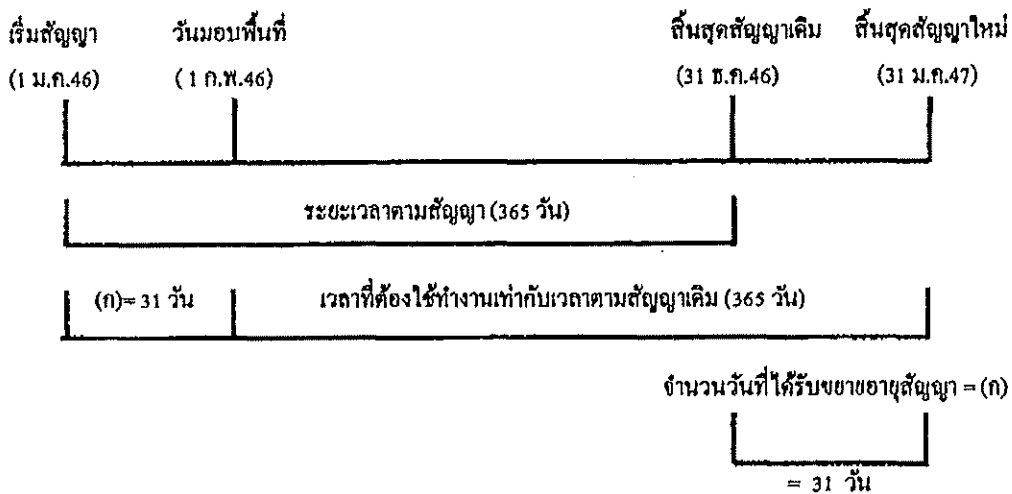 เริ่มสัญญา วันมอบพื้นที่ สิ้นสุดสัญญาเดิม สิ้นสุดสัญญาใหม่
(1 ม.ค.46) (1 ก.พ.46) (31 ธ.ค.46) (31 ม.ค.47)
ระยะเวลาตามสัญญา (365 วัน)
(ก)= 31 วัน เวลาที่ต้องใช้ทำงานเท่ากับเวลาตามสัญญาเดิม (365 วัน)
จำนวนวันที่ได้รับขยายอายุสัญญา = (ก)
= 31 วัน